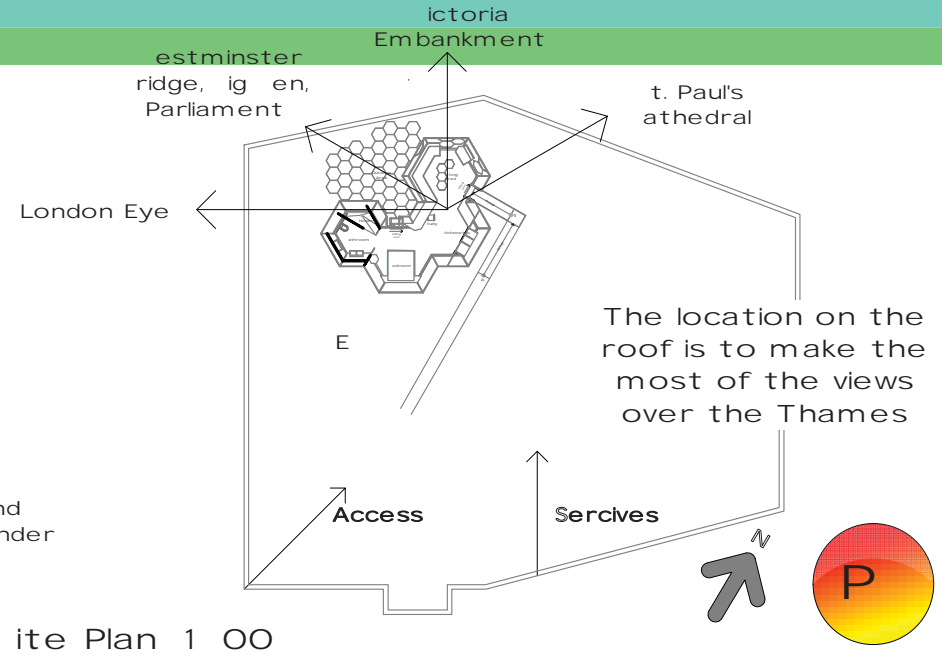 ictoria
Embankment
estminster
ridge, ig en,
Parliament
t. Paul's
athedral
London Eye
The location on the
roof is to make the
most of the views
over the Thames
E
nd
nder
Access
Sercives
N
P
ite Plan 1 00